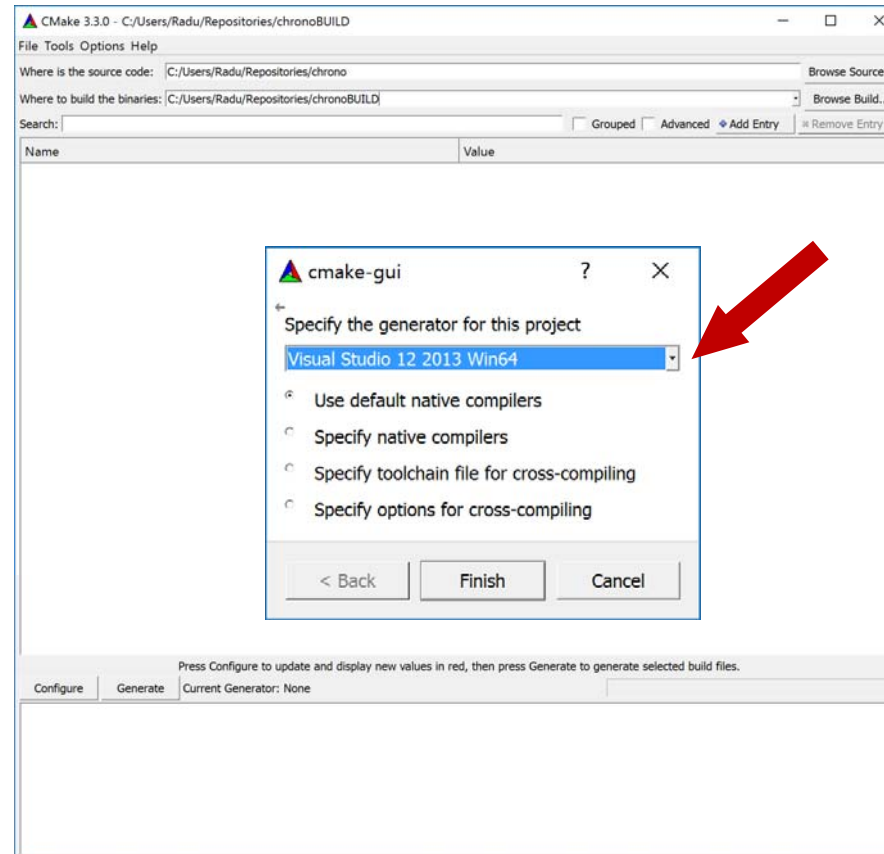 CMake 3.3.0 - C:/Users/Radu/Repositories/chronoBUILD
File Tools Options Help
Where is the source code: C:/Users/Radu/Repositories/chrono Browse Source
Where to build the binaries: C:/Users/Radu/Repositories/chronoBUILD Browse Build..
Search: Grouped Advanced Add Entry Remove Entry
Name Value
cmake-gui ?
Specify the generator for this project
Visual Studio 12 2013 Win64
Use default native compilers
Specify native compilers
Specify toolchain file for cross-compiling
Specify options for cross-compiling
< Back Finish Cancel
Press Configure to update and display new values in red, then press Generate to generate selected build files.
Configure Generate Current Generator: None